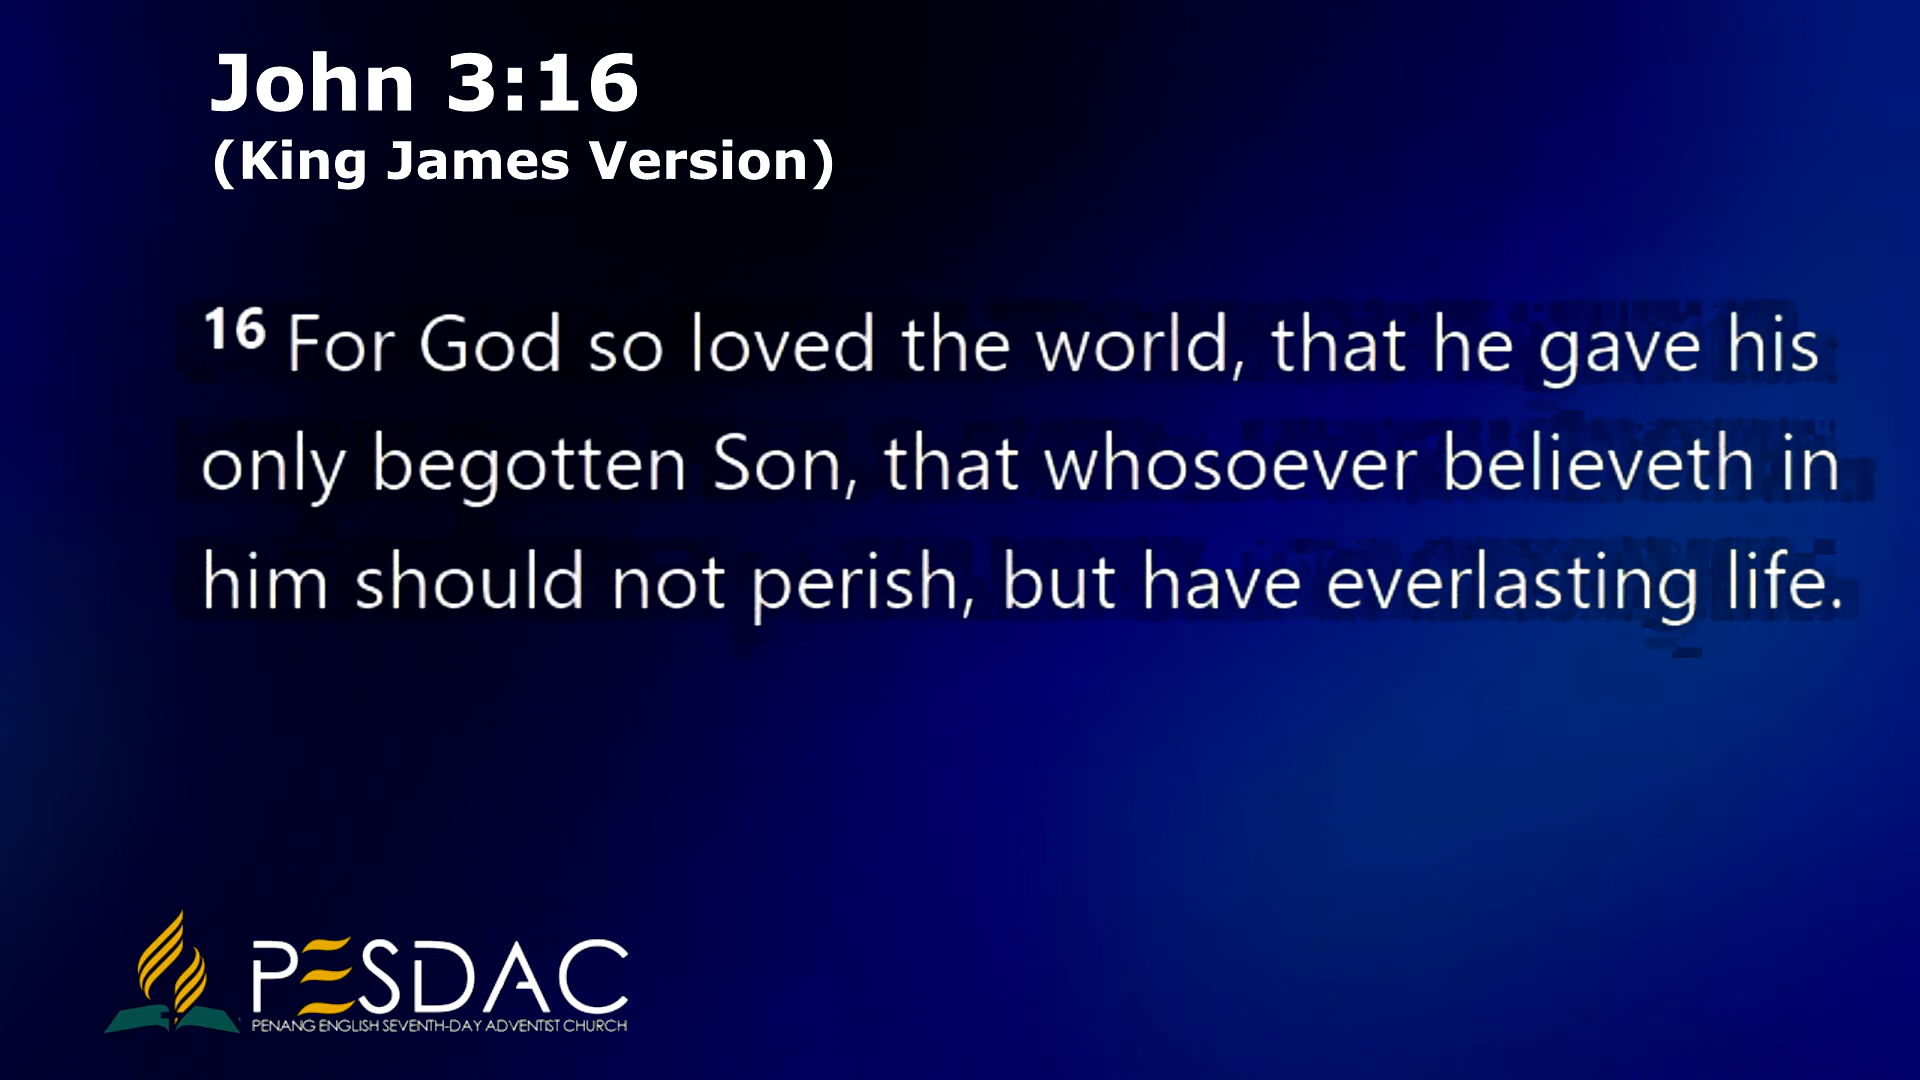 John 3:16
(King James Version)
16 For God so loved the world, that he gave his
only begotten Son, that whosoever believeth in
him should not perish, but have everlasting life.
PESDAC
PENANG ENGLISH SEVENTH-DAY ADVENTIST CHURCH